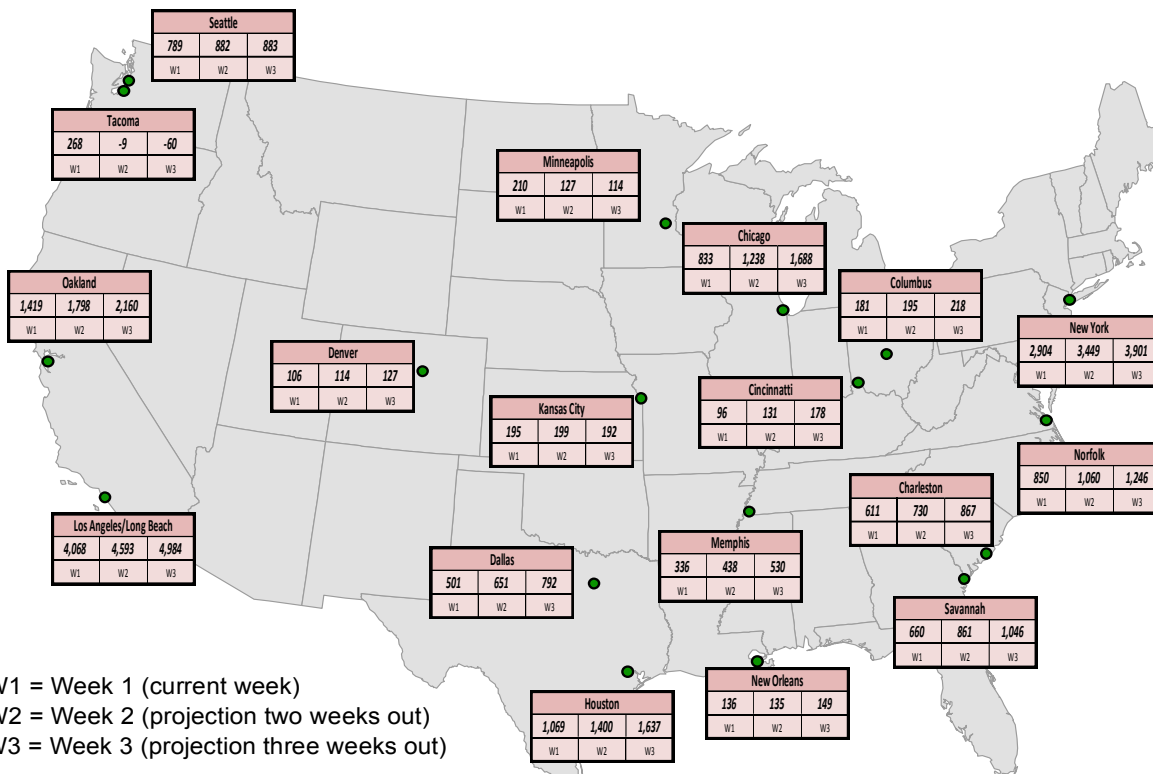 Seattle
789 882 883
W1 W2 W3
Tacoma
268 -9 -60
W1 W2 W3
Minneapolis
210 127 114
W1 W2 W3
Chicago
833 1,238 1,688
W1 W2 W3
Oakland
1,419 1,798 2,160
W1 W2 W3
Columbus
181 195 218
W1 W2 W3
New York
2,904 3,449 3,901
W1 W2 W3
Denver
106 114 127
W1 W2 W3
Cincinnatti
96 131 178
W1 W2 W3
Kansas City
195 199 192
W1 W2 W3
Norfolk
850 1,060 1,246
W1 W2 W3
Charleston
611 730 867
W1 W2 W3
Los Angeles/Long Beach
4,068 4,593 4,984
W1 W2 W3
Memphis
336 438 530
W1 W2 W3
Dallas
501 651 792
W1 W2 W3
Savannah
660 861 1,046
W1 W2 W3
New Orleans
136 135 149
W1 W2 W3
Houston
1,069 1,400 1,637
W1 W2 W3
W1 = Week 1 (current week)
W2 = Week 2 (projection two weeks out)
W3 = Week 3 (projection three weeks out)